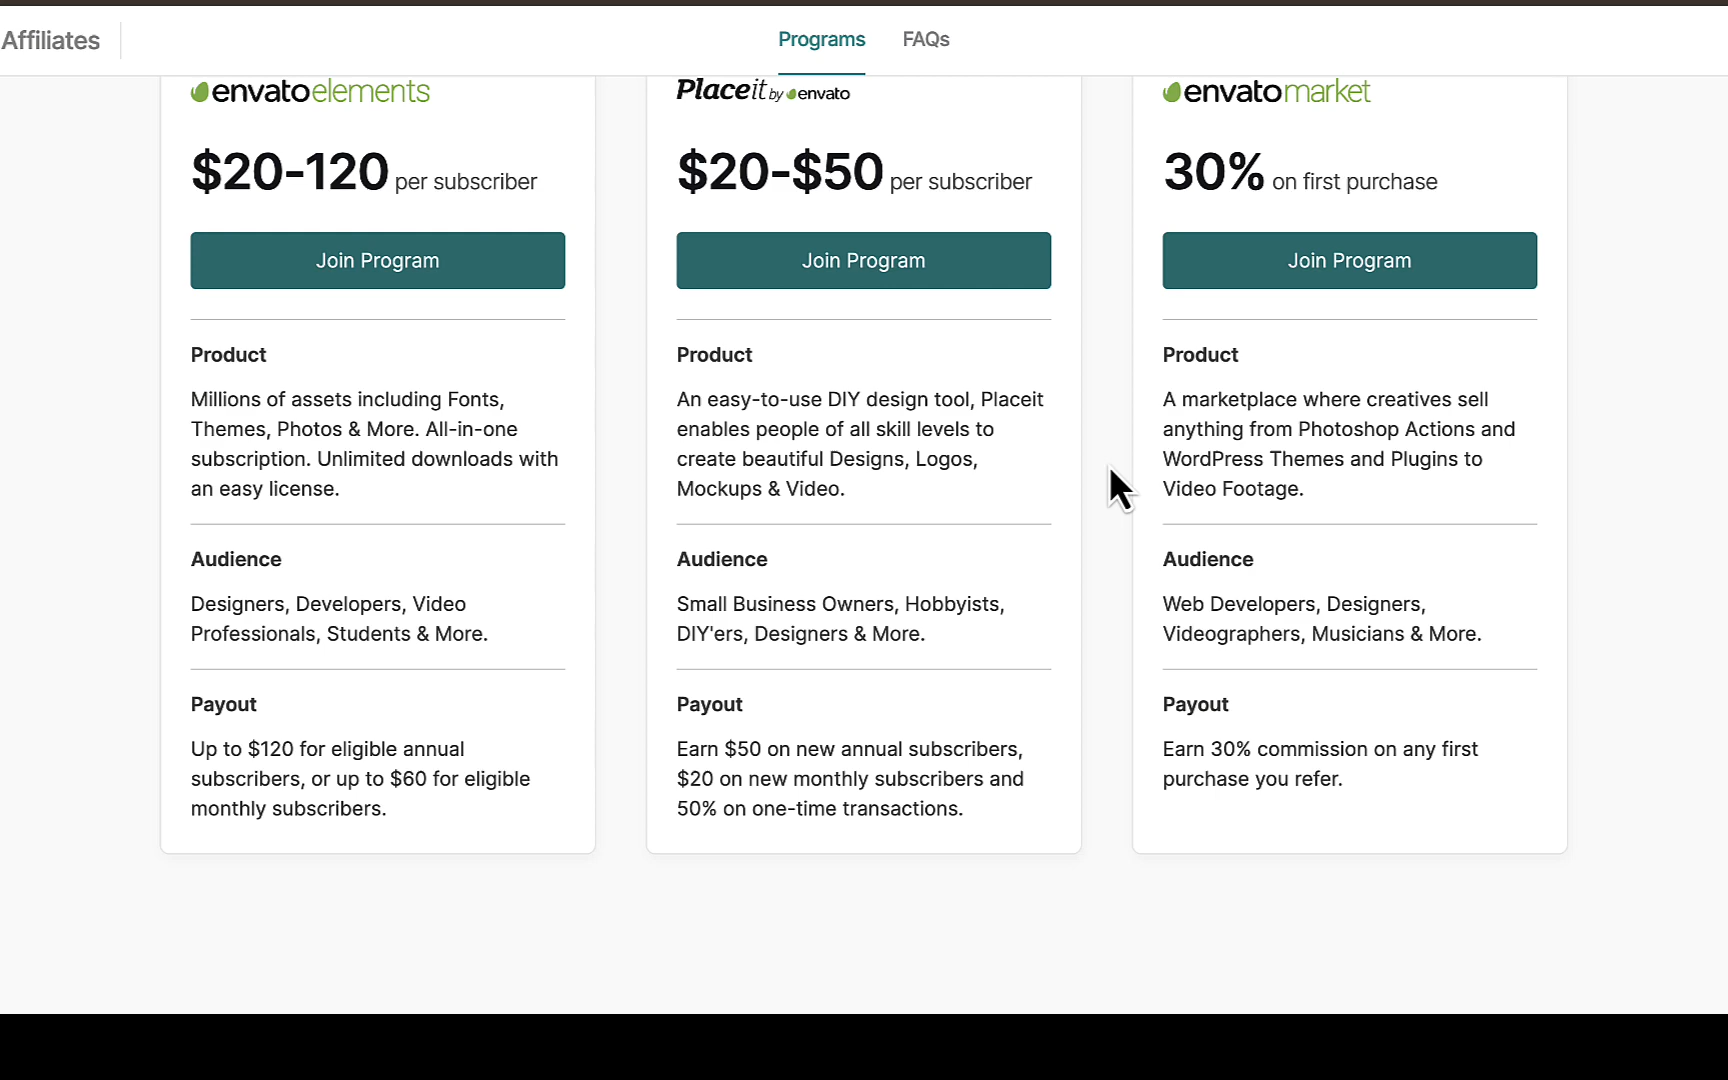 Affiliates
Programs
FAQs
envatoelements
$20-120 per subscriber
Join Program
Product
Millions of assets including Fonts,
Themes, Photos & More. All-in-one
subscription. Unlimited downloads with
an easy license.
Audience
Designers, Developers, Video
Professionals, Students & More.
Payout
Up to $120 for eligible annual
subscribers, or up to $60 for eligible
monthly subscribers.
Placeit by envato
$20-$50 per subscriber
Join Program
Product
An easy-to-use DIY design tool, Placeit
enables people of all skill levels to
create beautiful Designs, Logos,
Mockups & Video.
Audience
Small Business Owners, Hobbyists,
DIY'ers, Designers & More.
Payout
Earn $50 on new annual subscribers,
$20 on new monthly subscribers and
50% on one-time transactions.
envatomarket
30% on first purchase
Join Program
Product
A marketplace where creatives sell
anything from Photoshop Actions and
WordPress Themes and Plugins to
Video Footage.
Audience
Web Developers, Designers,
Videographers, Musicians & More.
Payout
Earn 30% commission on any first
purchase you refer.